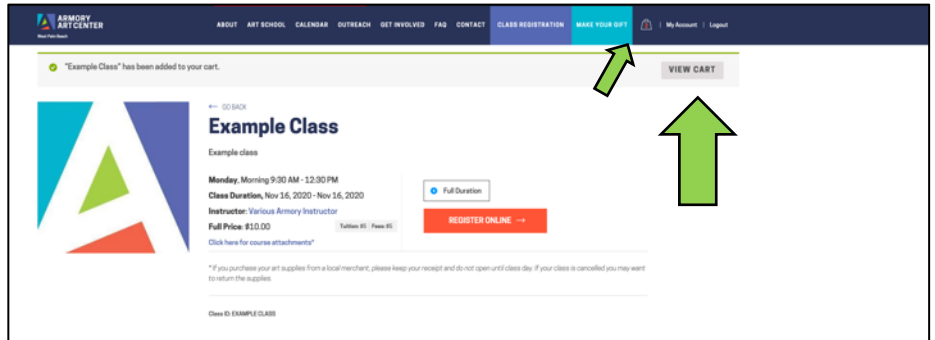 ARMORY
ART CENTER
West Palm Beach
ABOUT ART SCHOOL CALENDAR OUTREACH GET INVOLVED FAQ CONTACT CLASS REGISTRATION MAKE YOUR GIFT | My Account | Logout
"Example Class" has been added to your cart.
VIEW CART
← GO BACK
Example Class
Example class
Monday, Morning 9:30 AM - 12:30 PM
Class Duration, Nov 16, 2020 - Nov 16, 2020
Instructor: Various Armory Instructor
Full Price: $10.00 Tuition: $5 Fees: $5
Click here for course attachments*
Full Duration
REGISTER ONLINE →
* If you purchase your art supplies from a local merchant, please keep your receipt and do not open until class day. If your class is cancelled you may want
to return the supplies.
Class ID: EXAMPLE CLASS